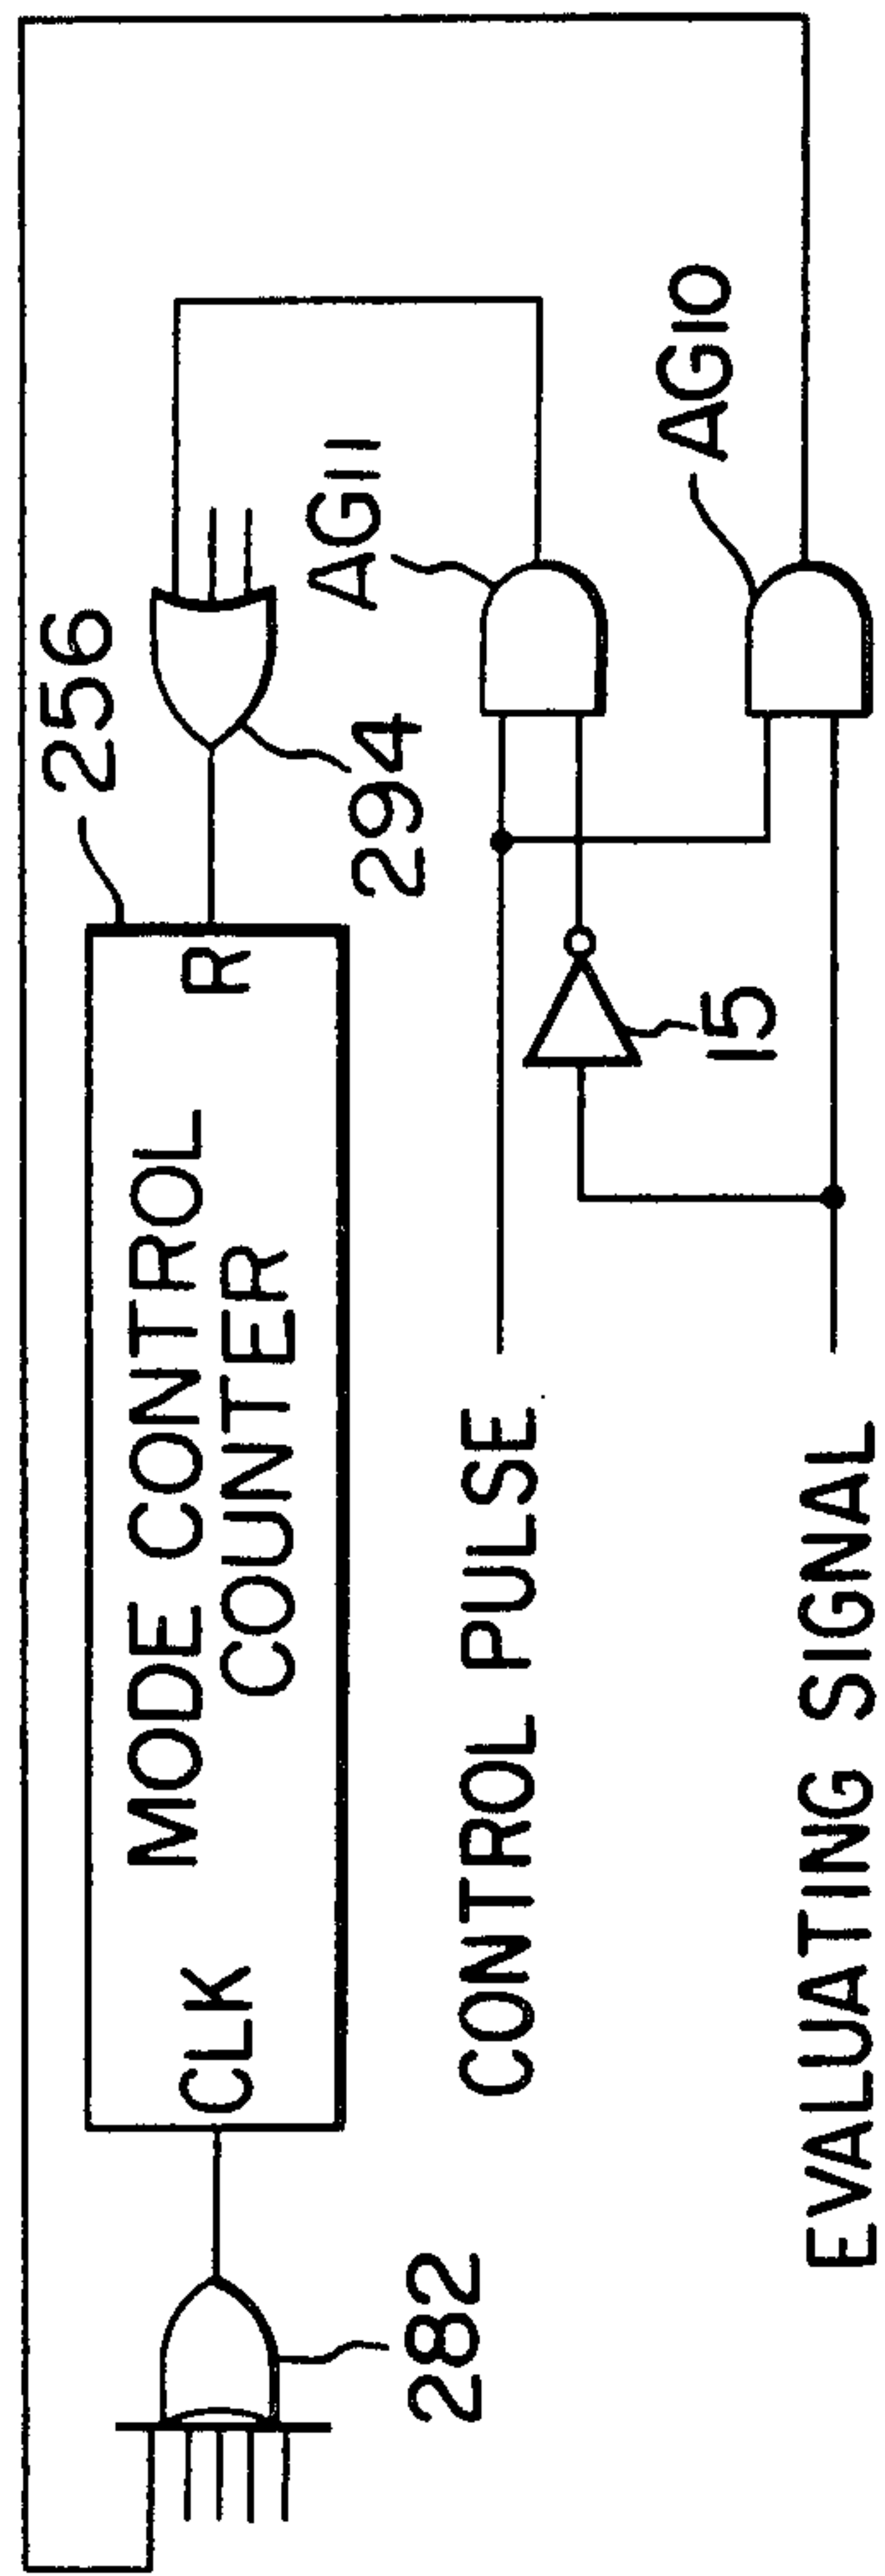 256
MODE CONTROL
COUNTER
CLK
R
282
294
AG11
CONTROL PULSE
15
AG10
EVALUATING SIGNAL